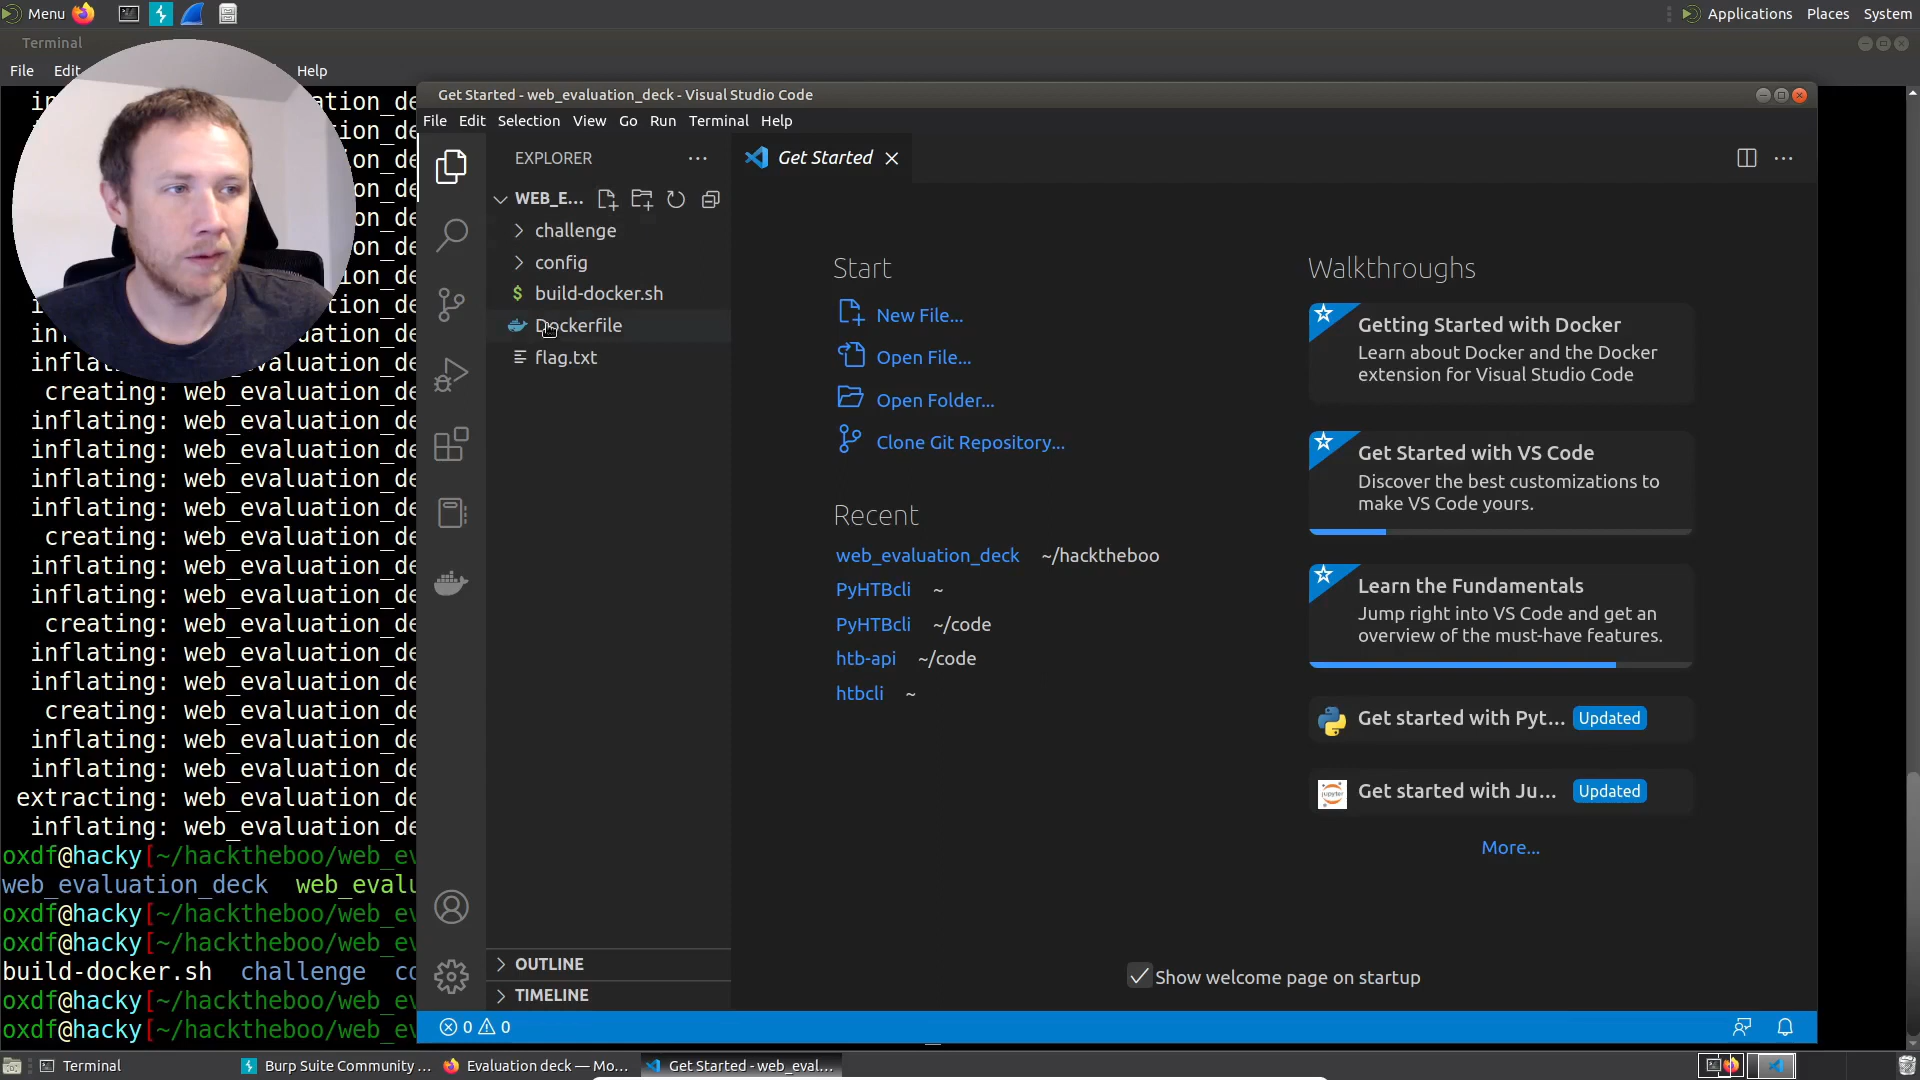 Menu
Applications Places System
Terminal
File Edit Help
Get Started - web_evaluation_deck - Visual Studio Code
File Edit Selection View Go Run Terminal Help
EXPLORER
Get Started
WEB_E...
challenge
config
build-docker.sh
Dockerfile
flag.txt
OUTLINE
TIMELINE
Start
New File...
Open File...
Open Folder...
Clone Git Repository...
Recent
web_evaluation_deck ~/hacktheboo
PyHTBcli ~
PyHTBcli ~/code
htb-api ~/code
htbcli ~
Walkthroughs
Getting Started with Docker
Learn about Docker and the Docker
extension for Visual Studio Code
Get Started with VS Code
Discover the best customizations to
make VS Code yours.
Learn the Fundamentals
Jump right into VS Code and get an
overview of the must-have features.
Get started with Pyt... Updated
Get started with Ju... Updated
More...
Show welcome page on startup
0 0
creating: web_evaluation_de
inflating: web_evaluation_de
inflating: web_evaluation_de
inflating: web_evaluation_de
inflating: web_evaluation_de
creating: web_evaluation_de
inflating: web_evaluation_de
inflating: web_evaluation_de
creating: web_evaluation_de
inflating: web_evaluation_de
inflating: web_evaluation_de
creating: web_evaluation_de
inflating: web_evaluation_de
inflating: web_evaluation_de
extracting: web_evaluation_de
inflating: web_evaluation_de
oxdf@hacky[~/hacktheboo/web_ev
web_evaluation_deck web_evalu
oxdf@hacky[~/hacktheboo/web_ev
oxdf@hacky[~/hacktheboo/web_ev
build-docker.sh challenge co
oxdf@hacky[~/hacktheboo/web_ev
oxdf@hacky[~/hacktheboo/web_ev
Terminal
Burp Suite Community ...
Evaluation deck — Mo...
Get Started - web_eval...